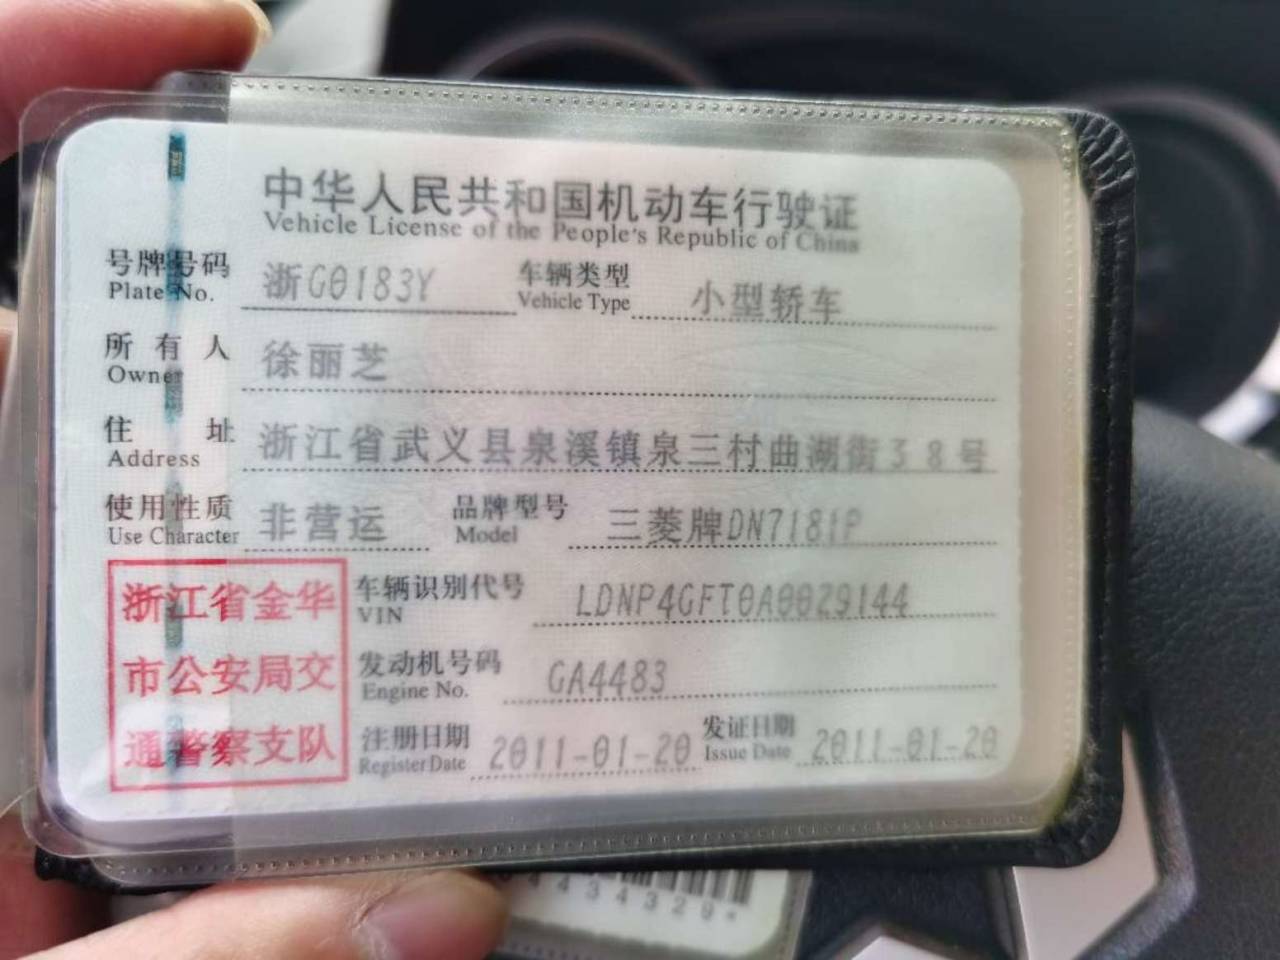 中华人民共和国机动车行驶证
Vehicle License of the People's Republic of China
号牌号码 浙G0183Y 车辆类型 小型轿车
Plate No. Vehicle Type
所有人 徐丽芝
Owner
住址 浙江省武义县泉溪镇泉三村曲湖街38号
Address
使用性质 非营运 品牌型号 三菱牌DN7181P
Use Character Model
浙江省金华
市公安局交
通警察支队
车辆识别代号 LDNP4GFT0A0029144
VIN
发动机号码 GA4483
Engine No.
注册日期 2011-01-20 发证日期 2011-01-20
Register Date Issue Date
4434329*